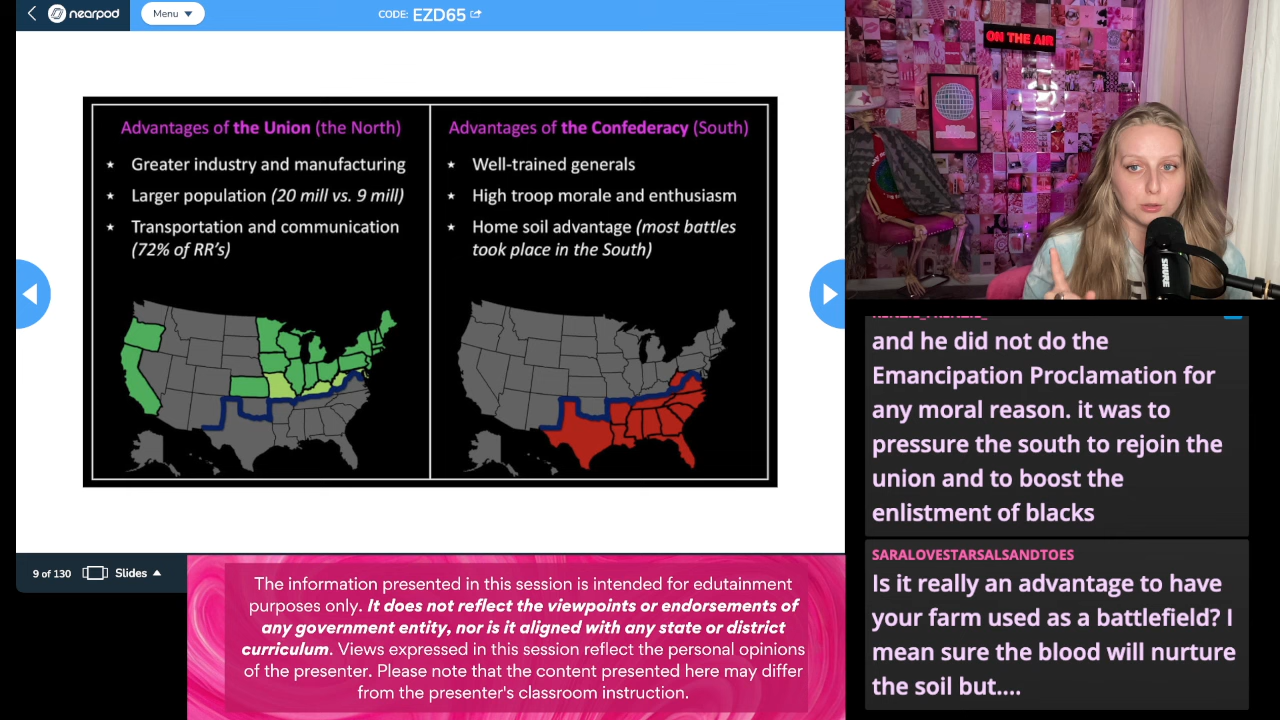 nearpod
Menu
CODE: EZD65
Advantages of the Union (the North)
Greater industry and manufacturing
Larger population (20 mill vs. 9 mill)
Transportation and communication
(72% of RR's)
Advantages of the Confederacy (South)
Well-trained generals
High troop morale and enthusiasm
Home soil advantage (most battles
took place in the South)
9 of 130
Slides
The information presented in this session is intended for edutainment
purposes only. It does not reflect the viewpoints or endorsements of
any government entity, nor is it aligned with any state or district
curriculum. Views expressed in this session reflect the personal opinions
of the presenter. Please note that the content presented here may differ
from the presenter's classroom instruction.
ON THE AIR
SHURE
and he did not do the
Emancipation Proclamation for
any moral reason. it was to
pressure the south to rejoin the
union and to boost the
enlistment of blacks
SARALOVESTARSALSANDTOES
Is it really an advantage to have
your farm used as a battlefield? I
mean sure the blood will nurture
the soil but....